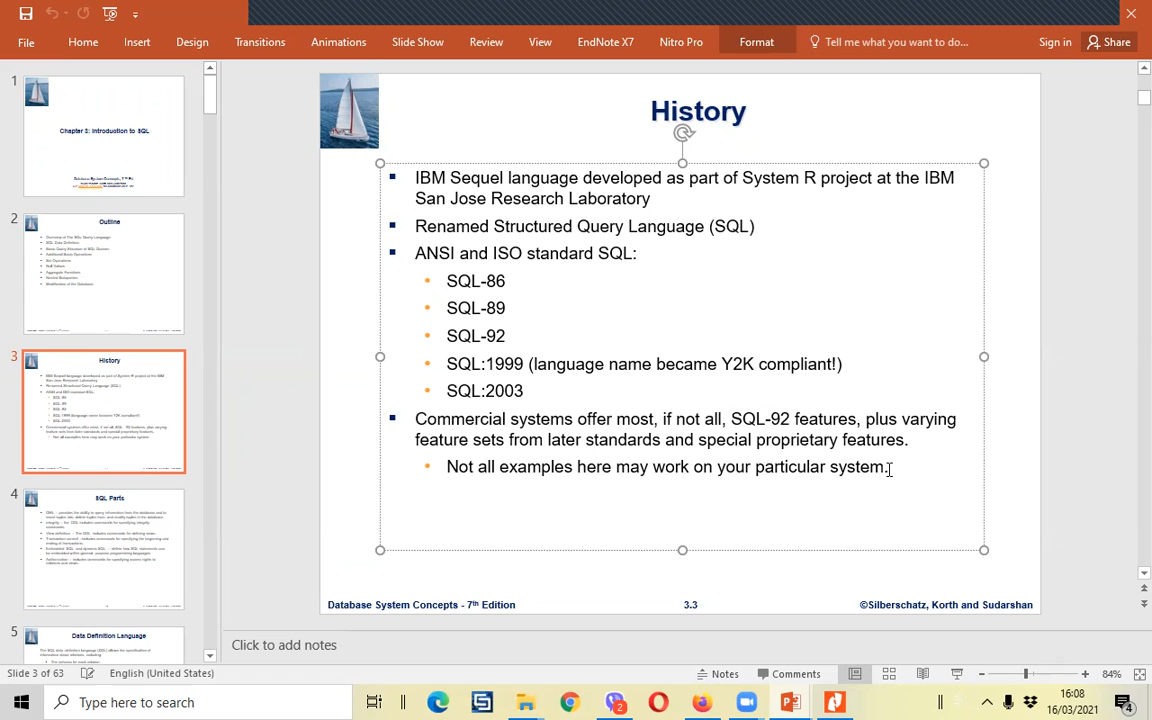 File Home Insert Design Transitions Animations Slide Show Review View EndNote X7 Nitro Pro Format Tell me what you want to do... Sign in Share
1
Chapter 3: Introduction to SQL
2
Outline
3
History
4
SQL Parts
5
Data Definition Language
History
IBM Sequel language developed as part of System R project at the IBM
San Jose Research Laboratory
Renamed Structured Query Language (SQL)
ANSI and ISO standard SQL:
SQL-86
SQL-89
SQL-92
SQL:1999 (language name became Y2K compliant!)
SQL:2003
Commercial systems offer most, if not all, SQL-92 features, plus varying
feature sets from later standards and special proprietary features.
Not all examples here may work on your particular system.
Database System Concepts - 7th Edition 3.3 ©Silberschatz, Korth and Sudarshan
Click to add notes
Slide 3 of 63 English (United States) Notes Comments 84%
Type here to search 2 16:08
16/03/2021 4